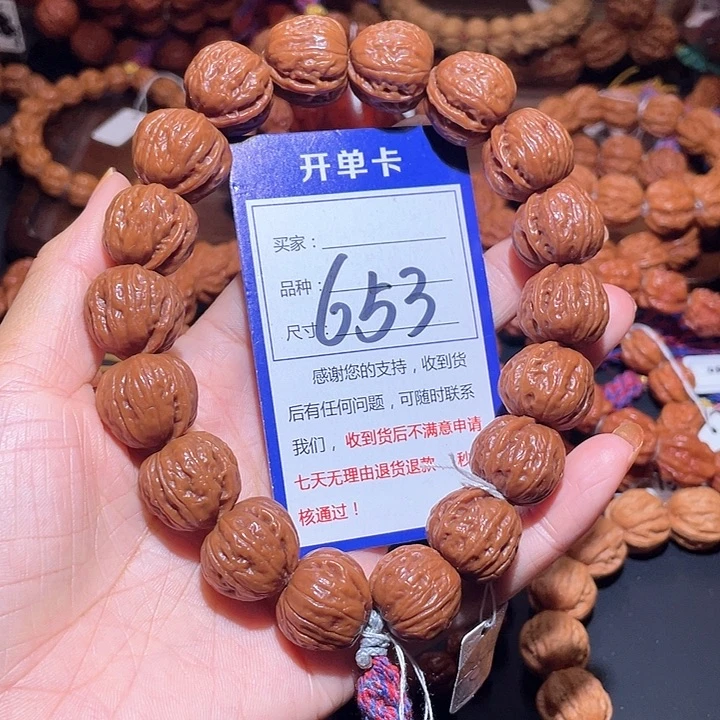 开单卡
买家：
品种：
653
尺寸：
感谢您的支持，收到货
后有任何问题，可随时联系
我们，收到货后不满意申请
七天无理由退货退款 秒
核通过！